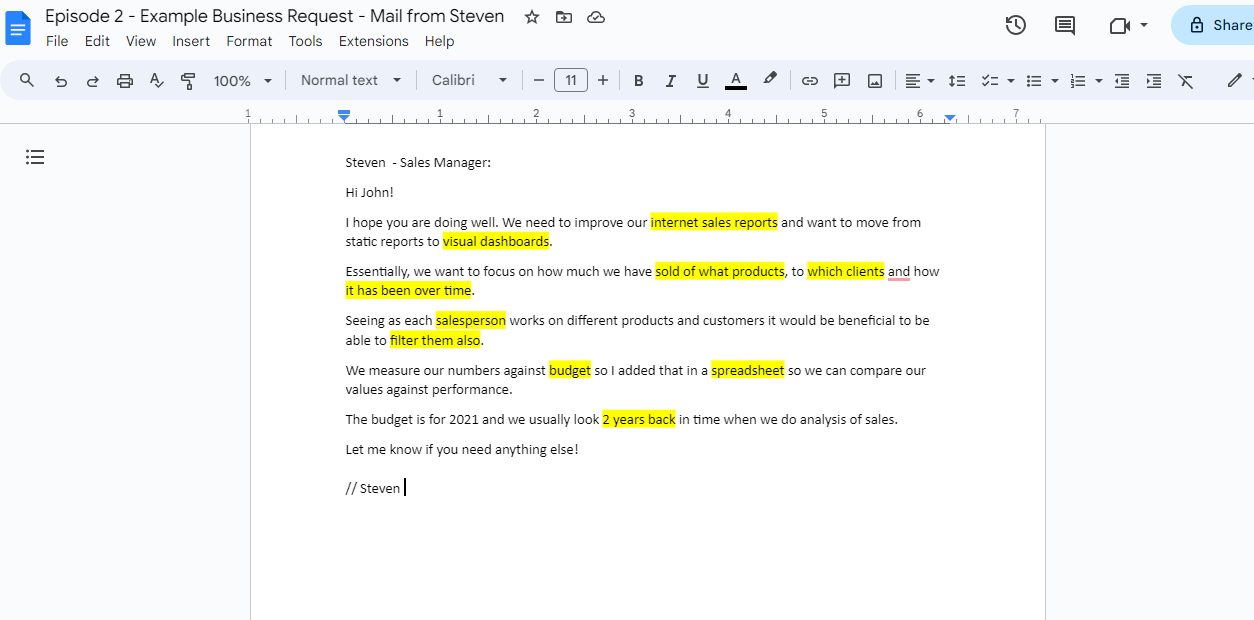 Episode 2 - Example Business Request - Mail from Steven
File Edit View Insert Format Tools Extensions Help
Share
100% Normal text Calibri 11 B I U A
1 1 2 3 4 5 6 7
Steven  - Sales Manager:
Hi John!
I hope you are doing well. We need to improve our internet sales reports and want to move from
static reports to visual dashboards.
Essentially, we want to focus on how much we have sold of what products, to which clients and how
it has been over time.
Seeing as each salesperson works on different products and customers it would be beneficial to be
able to filter them also.
We measure our numbers against budget so I added that in a spreadsheet so we can compare our
values against performance.
The budget is for 2021 and we usually look 2 years back in time when we do analysis of sales.
Let me know if you need anything else!
// Steven